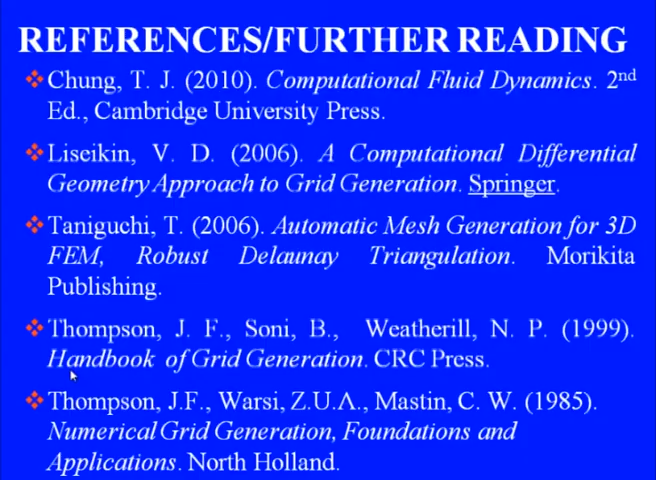 REFERENCES/FURTHER READING
❖Chung, T. J. (2010). Computational Fluid Dynamics. 2nd
Ed., Cambridge University Press.
❖Liseikin, V. D. (2006). A Computational Differential
Geometry Approach to Grid Generation. Springer.
❖Taniguchi, T. (2006). Automatic Mesh Generation for 3D
FEM, Robust Delaunay Triangulation. Morikita
Publishing.
❖Thompson, J. F., Soni, B., Weatherill, N. P. (1999).
Handbook of Grid Generation. CRC Press.
❖Thompson, J.F., Warsi, Z.U.A., Mastin, C. W. (1985).
Numerical Grid Generation, Foundations and
Applications. North Holland.